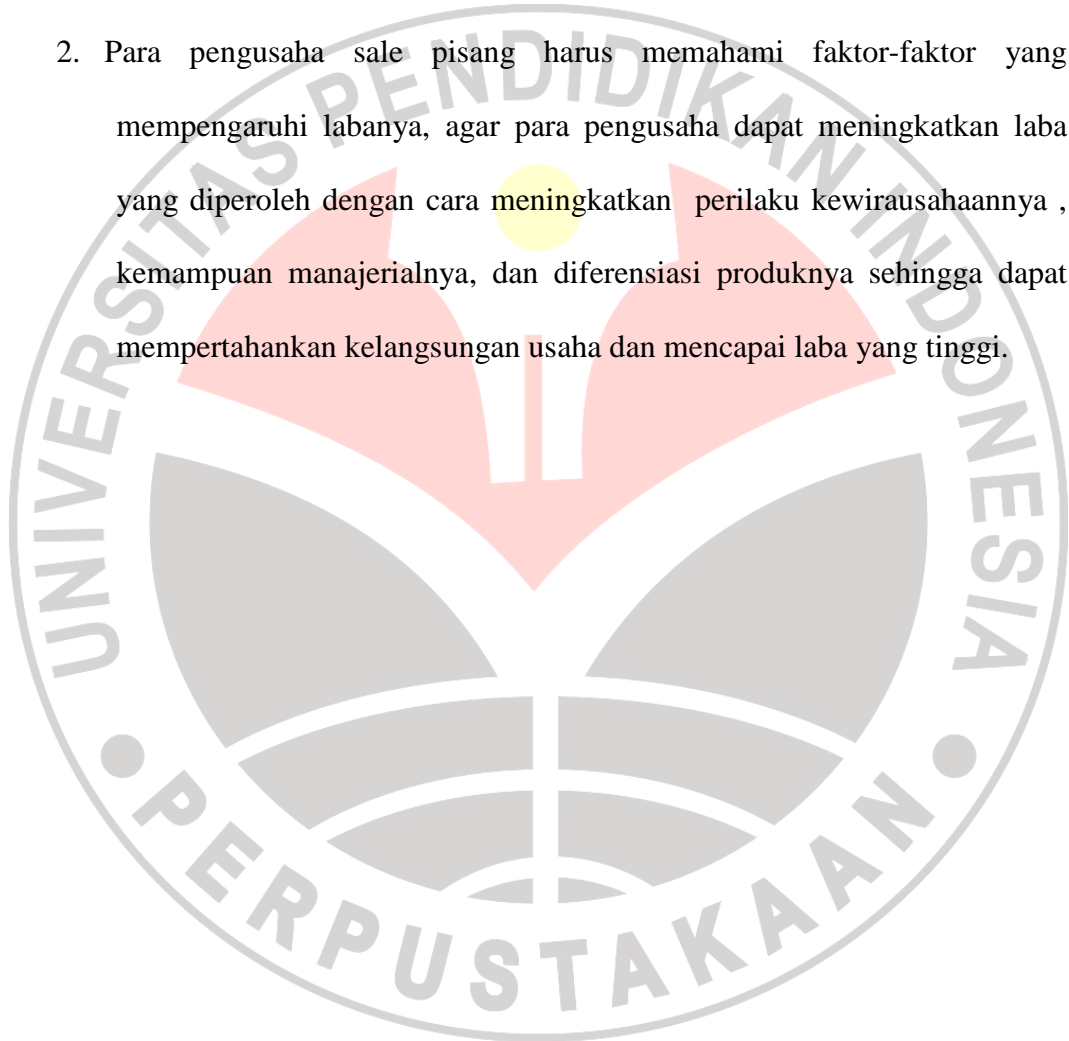 2. Para pengusaha sale pisang harus memahami faktor-faktor yang
mempengaruhi labanya, agar para pengusaha dapat meningkatkan laba
yang diperoleh dengan cara meningkatkan perilaku kewirausahaannya ,
kemampuan manajerialnya, dan diferensiasi produknya sehingga dapat
mempertahankan kelangsungan usaha dan mencapai laba yang tinggi.
UNIVERSITAS PENDIDIKAN INDONESIA
PERPUSTAKAAN